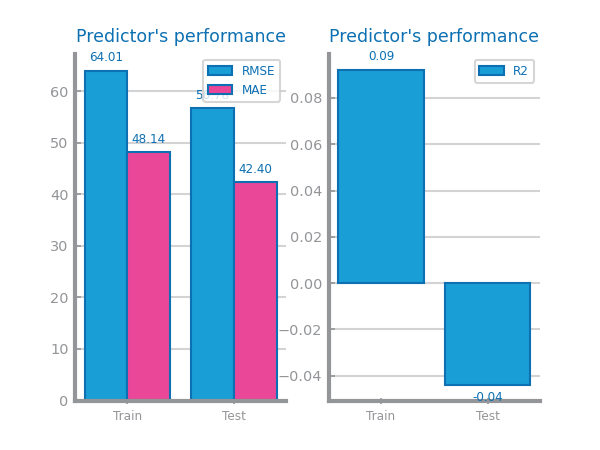 Predictor's performance
64.01
RMSE
MAE
48.14
42.40
60
50
40
30
20
10
0
Train
Test
Predictor's performance
0.09
R2
0.08
0.06
0.04
0.02
0.00
−0.02
−0.04
-0.04
Train
Test